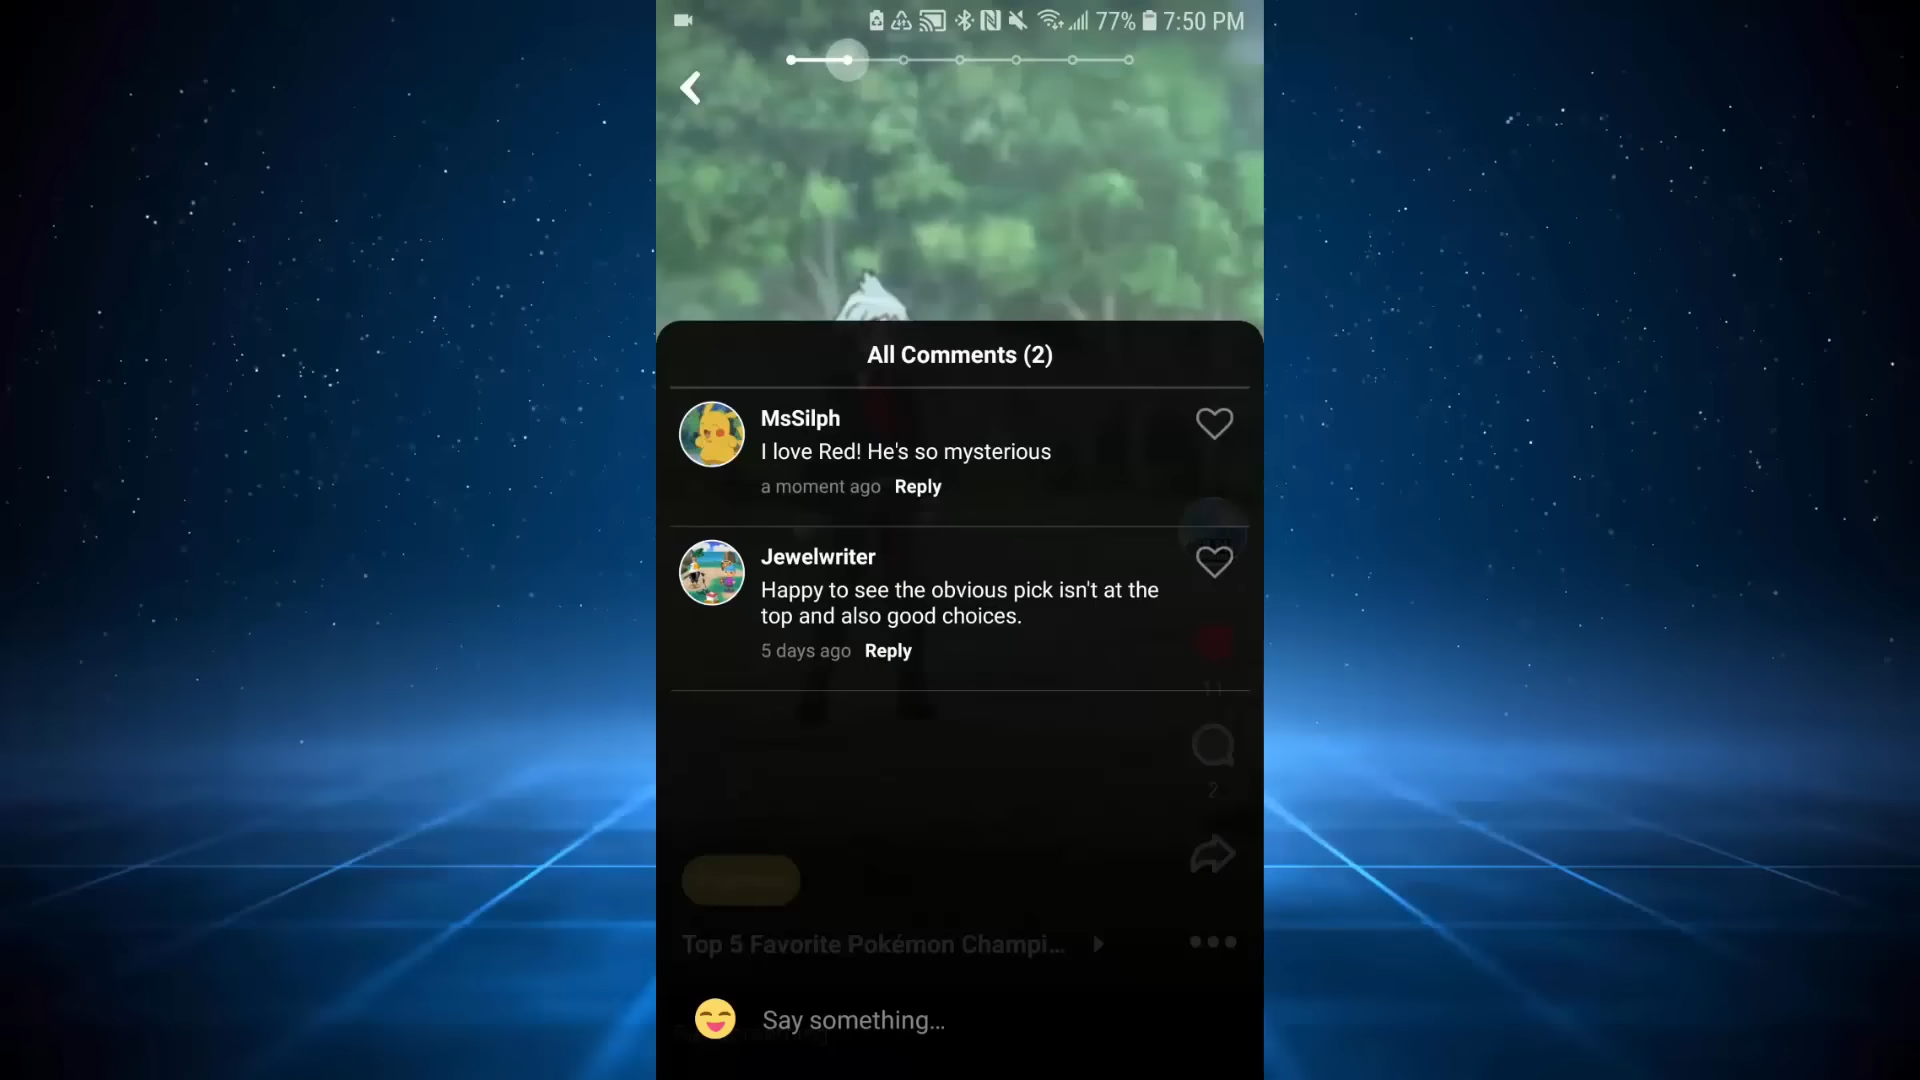 77% 7:50 PM
All Comments (2)
MsSilph
I love Red! He's so mysterious
a moment ago Reply
Jewelwriter
Happy to see the obvious pick isn't at the
top and also good choices.
5 days ago Reply
11
2
Top 5 Favorite Pokémon Champi...
Say something...